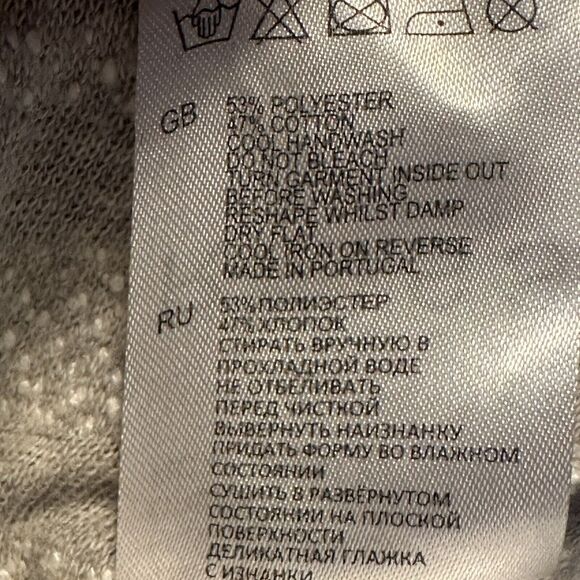 GB
53% POLYESTER
47% COTTON
COOL HANDWASH
DO NOT BLEACH
TURN GARMENT INSIDE OUT
BEFORE WASHING
RESHAPE WHILST DAMP
DRY FLAT
COOL IRON ON REVERSE
MADE IN PORTUGAL
RU
53% ПОЛИЭСТЕР
47% ХЛОПОК
СТИРАТЬ ВРУЧНУЮ В
ПРОХЛАДНОЙ ВОДЕ
НЕ ОТБЕЛИВАТЬ
ПЕРЕД ЧИСТКОЙ
ВЫВЕРНУТЬ НАИЗНАНКУ
ПРИДАТЬ ФОРМУ ВО ВЛАЖНОМ
СОСТОЯНИИ
СУШИТЬ В РАЗВЕРНУТОМ
СОСТОЯНИИ НА ПЛОСКОЙ
ПОВЕРХНОСТИ
ДЕЛИКАТНАЯ ГЛАЖКА
С ИЗНАНКИ